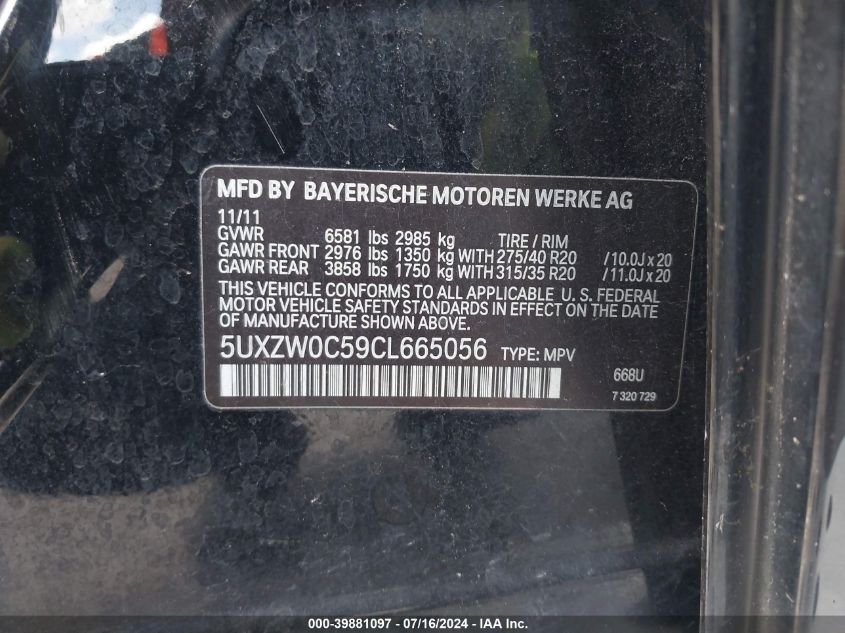 MFD BY BAYERISCHE MOTOREN WERKE AG
11/11
GVWR 6581 lbs 2985 kg TIRE / RIM
GAWR FRONT 2976 lbs 1350 kg WITH 275/40 R20 /10.0J x 20
GAWR REAR 3858 lbs 1750 kg WITH 315/35 R20 /11.0J x 20
THIS VEHICLE CONFORMS TO ALL APPLICABLE U. S. FEDERAL
MOTOR VEHICLE SAFETY STANDARDS IN EFFECT ON THE DATE
OF MANUFACTURE SHOWN ABOVE.
5UXZW0C59CL665056 TYPE: MPV
668U
7 320 729
000-39881097 - 07/16/2024 - IAAI Inc.